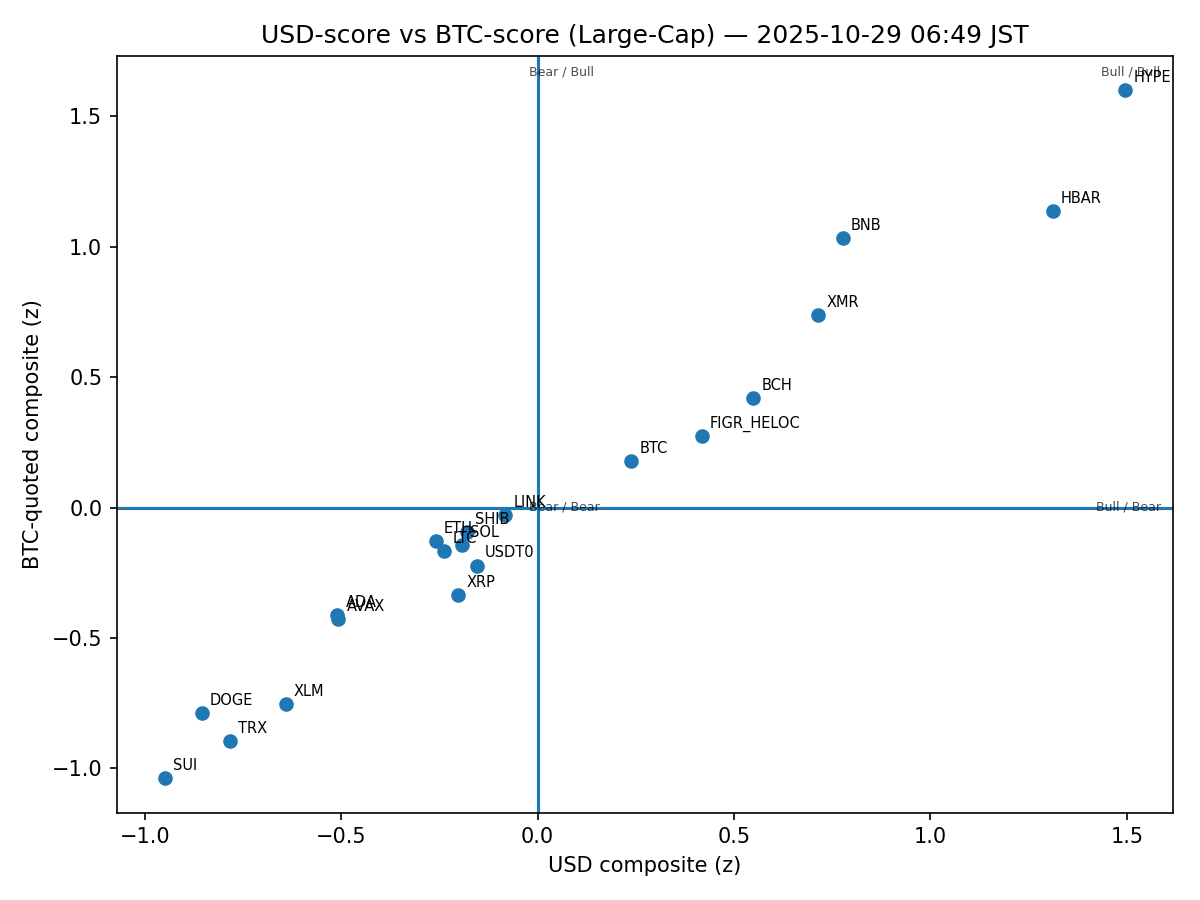 USD-score vs BTC-score (Large-Cap) — 2025-10-29 06:49 JST
Bear / Bull
Bull / Bull
HYPE
1.5
HBAR
BNB
1.0
XMR
BCH
0.5
FIGR_HELOC
BTC
LINK
0.0
Bear / Bear
Bull / Bear
SHIB
ETH
SOL
LTC
USDT0
XRP
ADA
AVAX
−0.5
XLM
DOGE
TRX
SUI
−1.0
BTC-quoted composite (z)
−1.0
−0.5
0.0
0.5
1.0
1.5
USD composite (z)